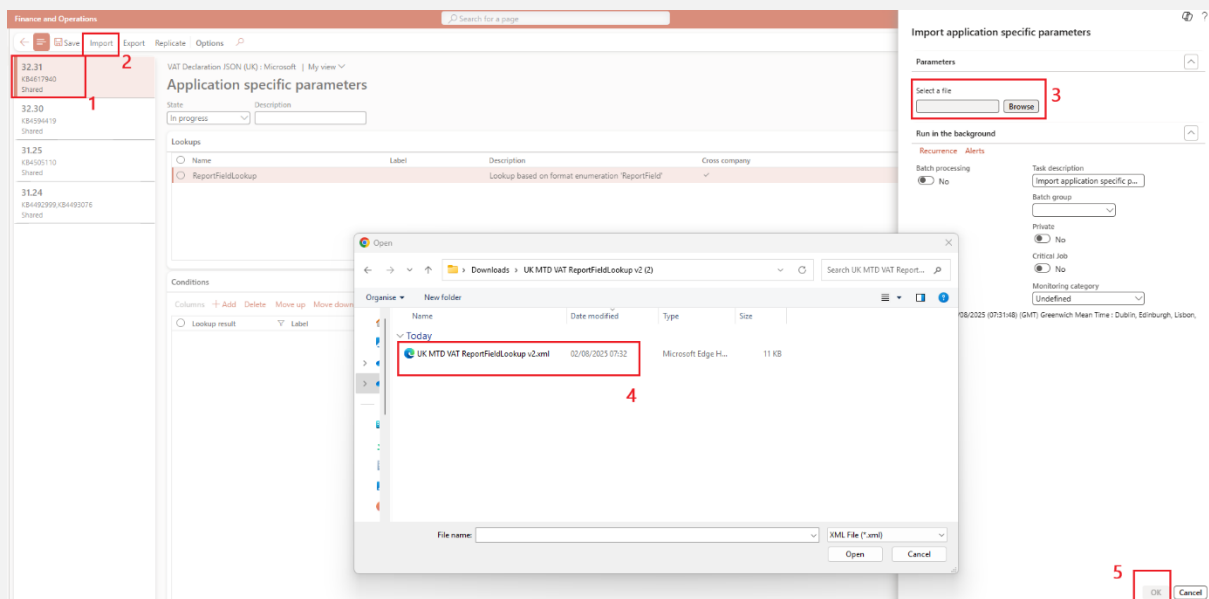 Finance and Operations
Search for a page
?
Save Import Export Replicate Options
2
32.31
KB4617940
Shared
1
32.30
KB4594419
Shared
31.25
KB4505110
Shared
31.24
KB4492999,KB4493076
Shared
VAT Declaration JSON (UK) : Microsoft | My view
Application specific parameters
State Description
In progress
Lookups
Name Label Description Cross company
ReportFieldLookup Lookup based on format enumeration 'ReportField'
Conditions
Columns + Add Delete Move up Move down
Lookup result Label
Import application specific parameters
Parameters
Select a file
Browse
3
Run in the background
Recurrence Alerts
Batch processing
No
Task description
Import application specific p...
Batch group
Private
No
Critical Job
No
Monitoring category
Undefined
/08/2025 (07:31:48) (GMT) Greenwich Mean Time : Dublin, Edinburgh, Lisbon,
Open
Downloads > UK MTD VAT ReportFieldLookup v2 (2)
Search UK MTD VAT Report...
Organise New folder
?
Name Date modified Type Size
Today
UK MTD VAT ReportFieldLookup v2.xml 02/08/2025 07:32 Microsoft Edge H... 11 KB
4
File name:
XML File (*.xml)
Open Cancel
5
OK Cancel